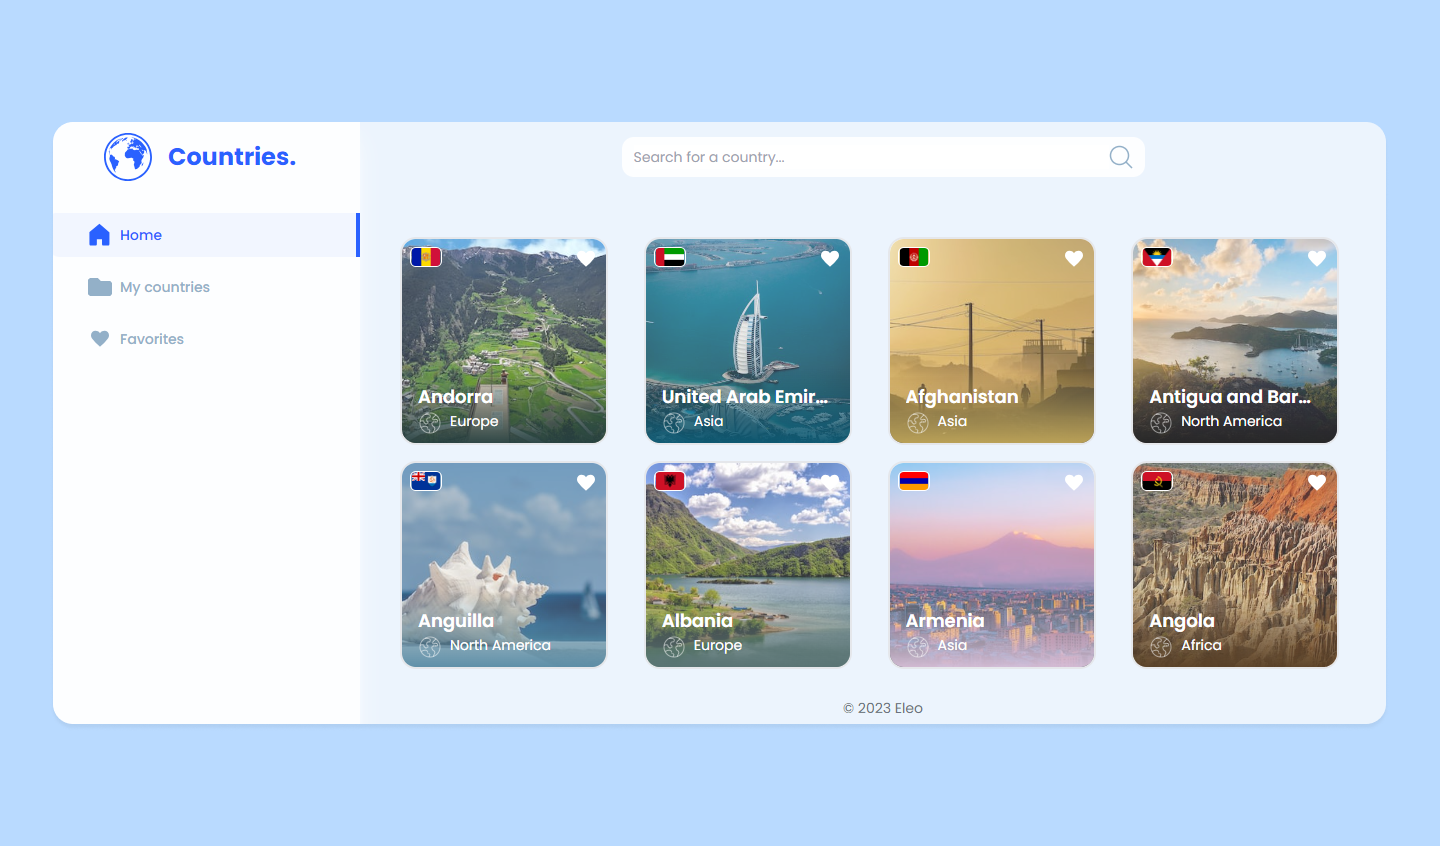 Countries.
Search for a country...
Home
My countries
Favorites
Andorra
Europe
United Arab Emir...
Asia
Afghanistan
Asia
Antigua and Bar...
North America
Anguilla
North America
Albania
Europe
Armenia
Asia
Angola
Africa
© 2023 Eleo